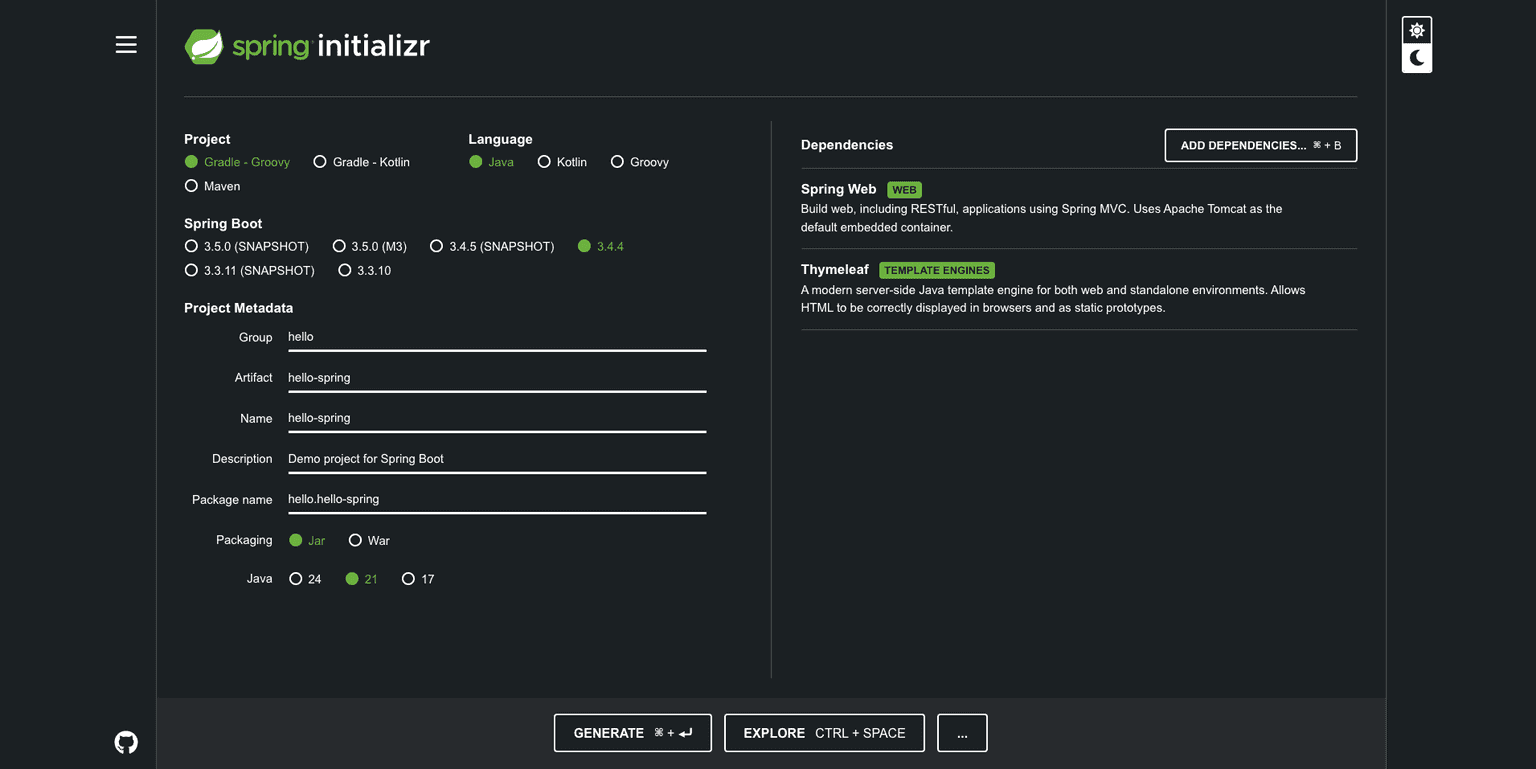 spring initializr
Project
Gradle - Groovy Gradle - Kotlin
Maven
Language
Java Kotlin Groovy
Spring Boot
3.5.0 (SNAPSHOT) 3.5.0 (M3) 3.4.5 (SNAPSHOT) 3.4.4
3.3.11 (SNAPSHOT) 3.3.10
Project Metadata
Group hello
Artifact hello-spring
Name hello-spring
Description Demo project for Spring Boot
Package name hello.hello-spring
Packaging Jar War
Java 24 21 17
Dependencies ADD DEPENDENCIES... ⌘ + B
Spring Web WEB
Build web, including RESTful, applications using Spring MVC. Uses Apache Tomcat as the
default embedded container.
Thymeleaf TEMPLATE ENGINES
A modern server-side Java template engine for both web and standalone environments. Allows
HTML to be correctly displayed in browsers and as static prototypes.
GENERATE ⌘ + ⏎ EXPLORE CTRL + SPACE ...